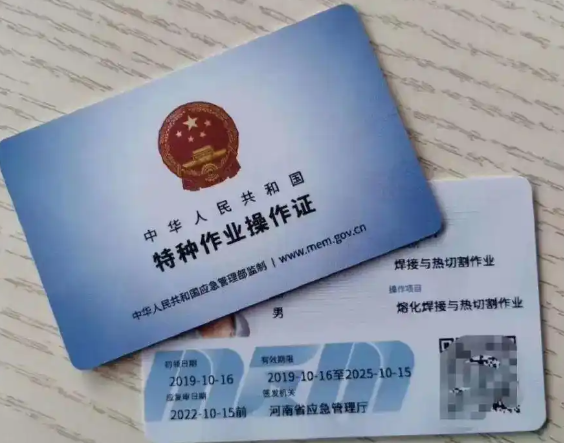 中华人民共和国
特种作业操作证
中华人民共和国应急管理部监制 | www.mem.gov.cn
焊接与热切割作业
操作项目
男
熔化焊接与热切割作业
初领日期
2019-10-16
有效期限
2019-10-16至2025-10-15
应复审日期
2022-10-15前
签发机关
河南省应急管理厅